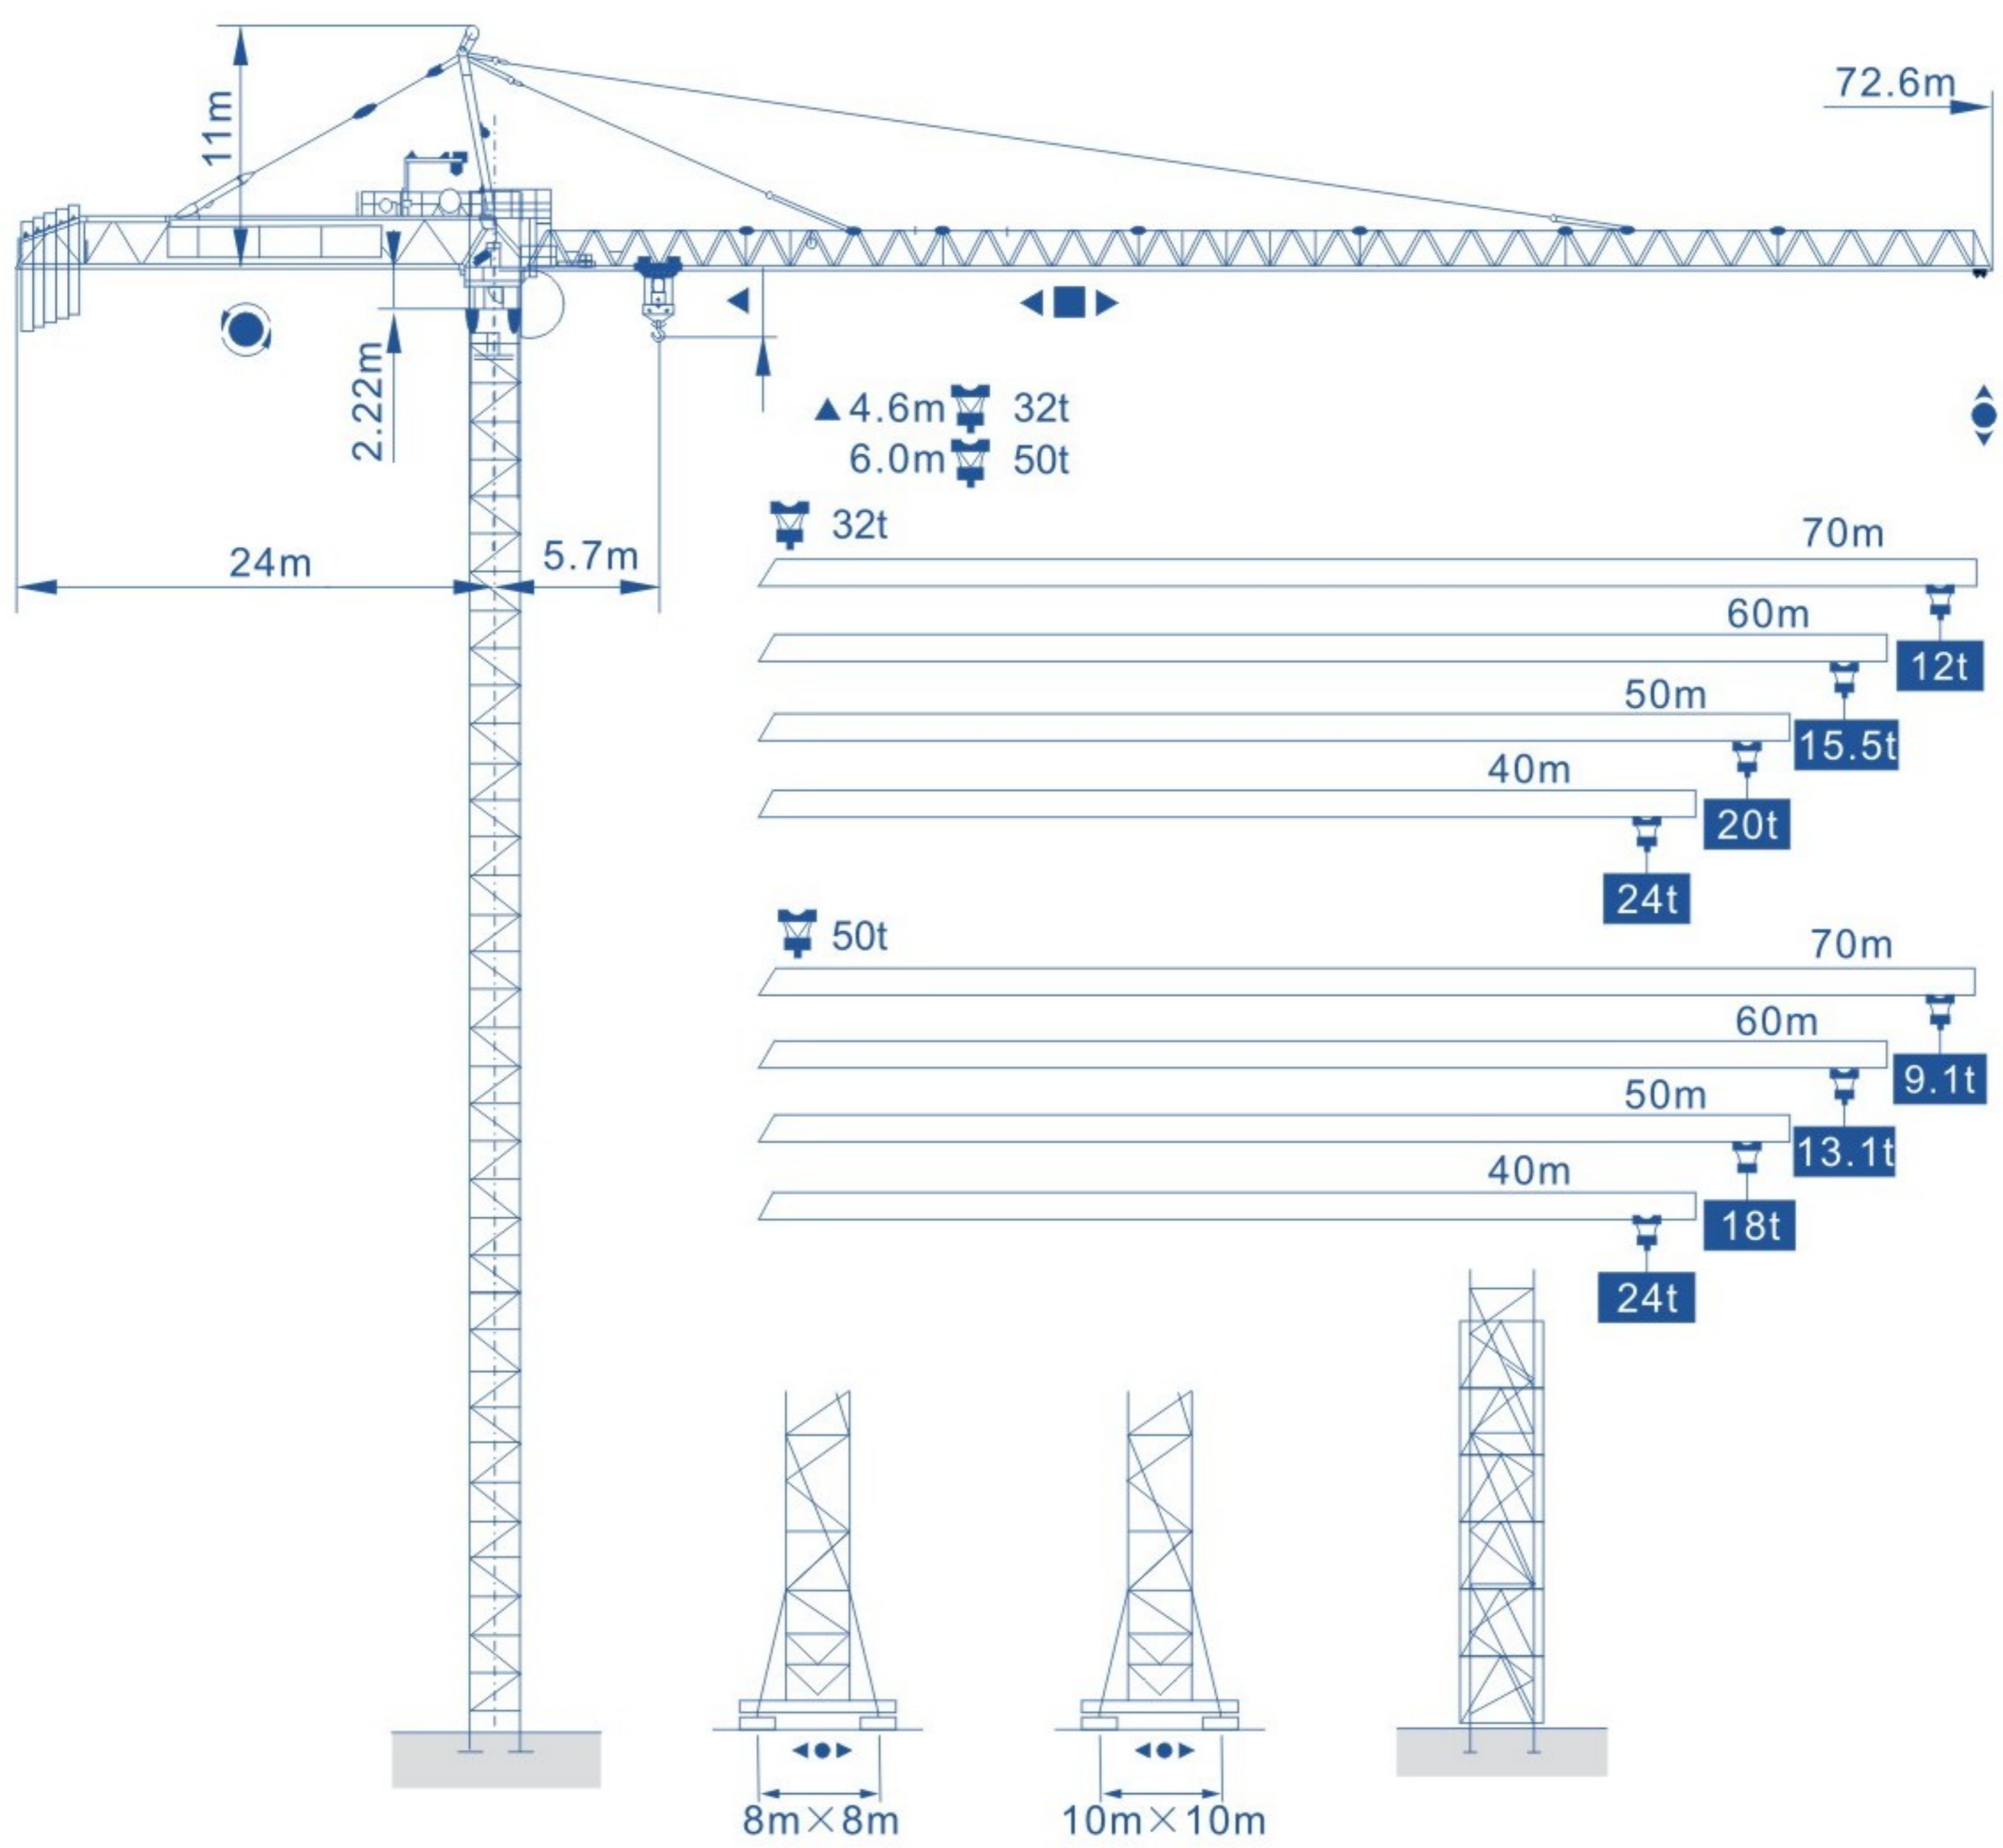 72.6m
11m
2.22m
▲4.6m 32t
6.0m 50t
24m
5.7m
32t
70m
60m
12t
50m
15.5t
40m
20t
24t
50t
70m
60m
9.1t
50m
13.1t
40m
18t
24t
8m×8m
10m×10m